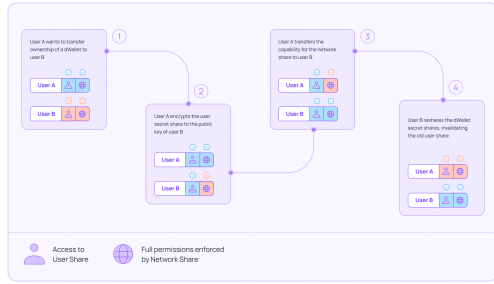 1
User A wants to transfer
ownership of a dWallet to
user B
User A
User B
2
User A encrypts the user
secret share to the public
key of user B
User A
User B
3
User A transfers the
capability for the network
share to user B
User A
User B
4
User B reshares the dWallet
secret shares, invalidating
the old user share.
User A
User B
Access to
User Share
Full permissions enforced
by Network Share